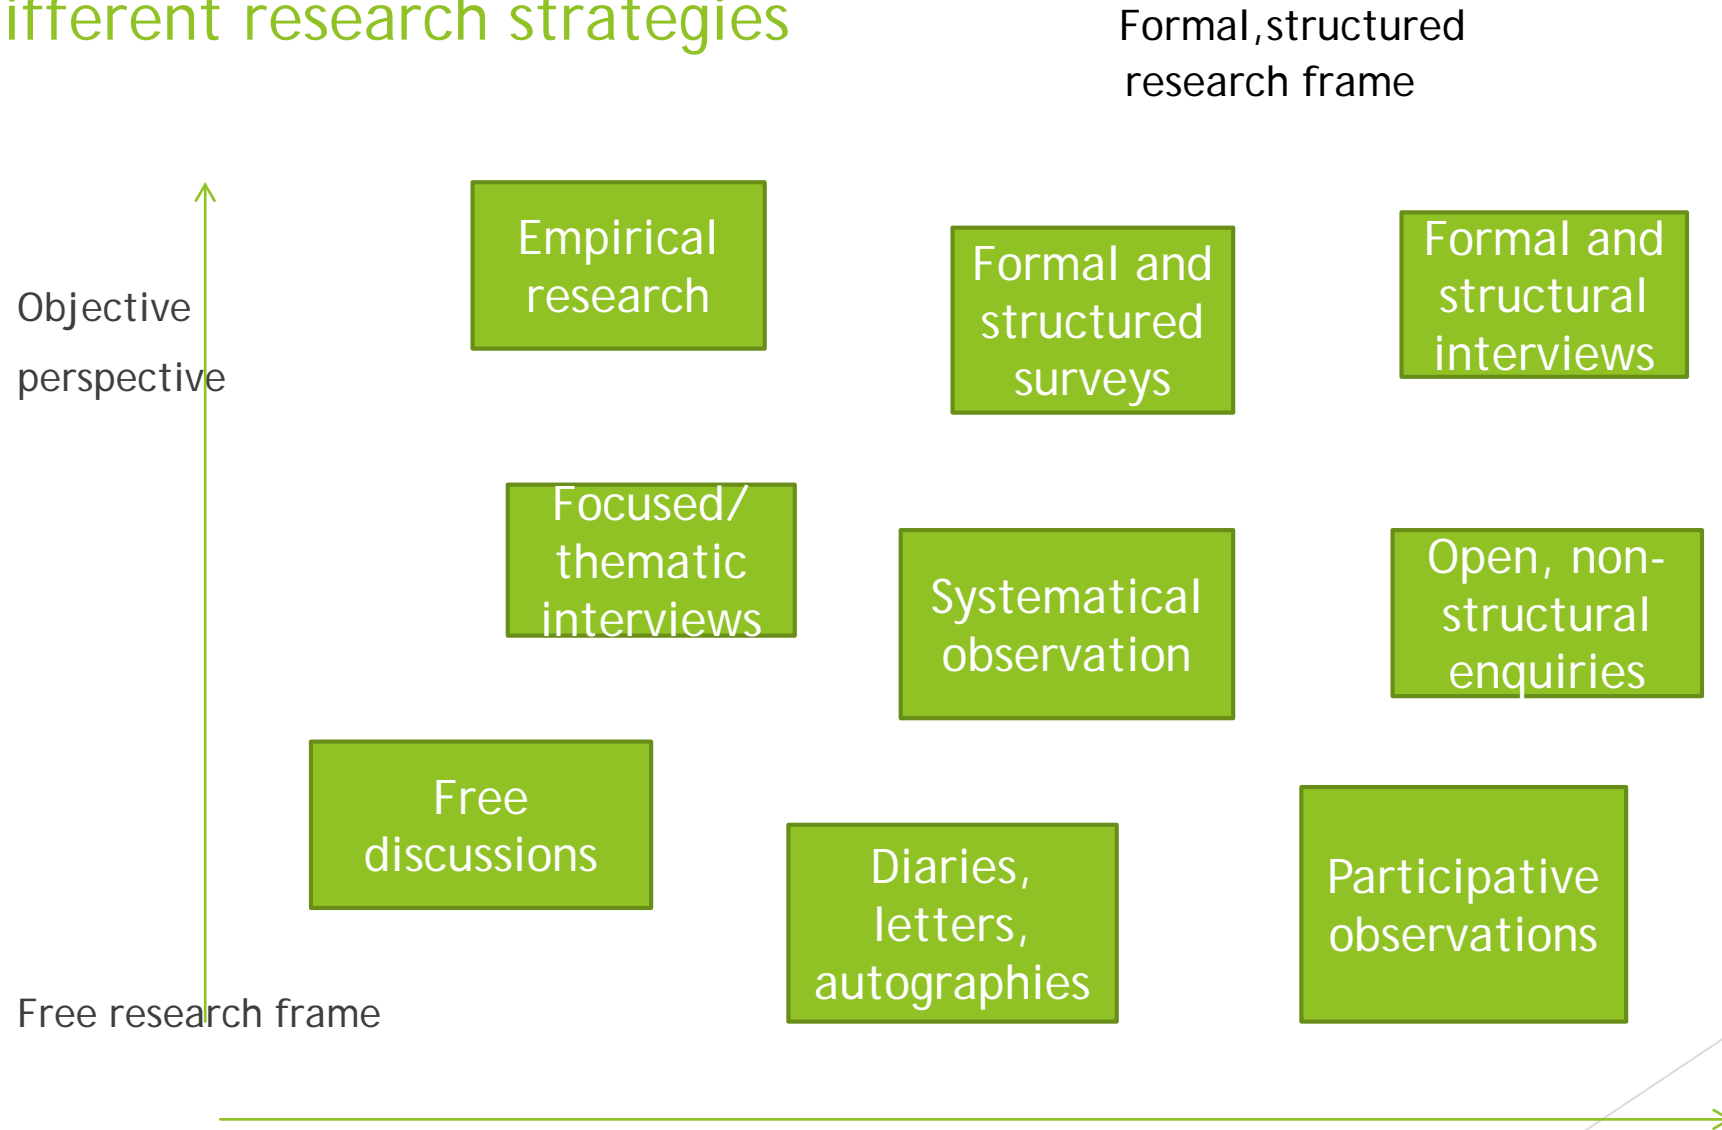 ifferent research strategies
Formal,structured
research frame
Empirical
research
Formal and
structured
surveys
Formal and
structural
interviews
Objective
perspective
Focused/
thematic
interviews
Systematical
observation
Open, non-
structural
enquiries
Free
discussions
Diaries,
letters,
autographies
Participative
observations
Free research frame